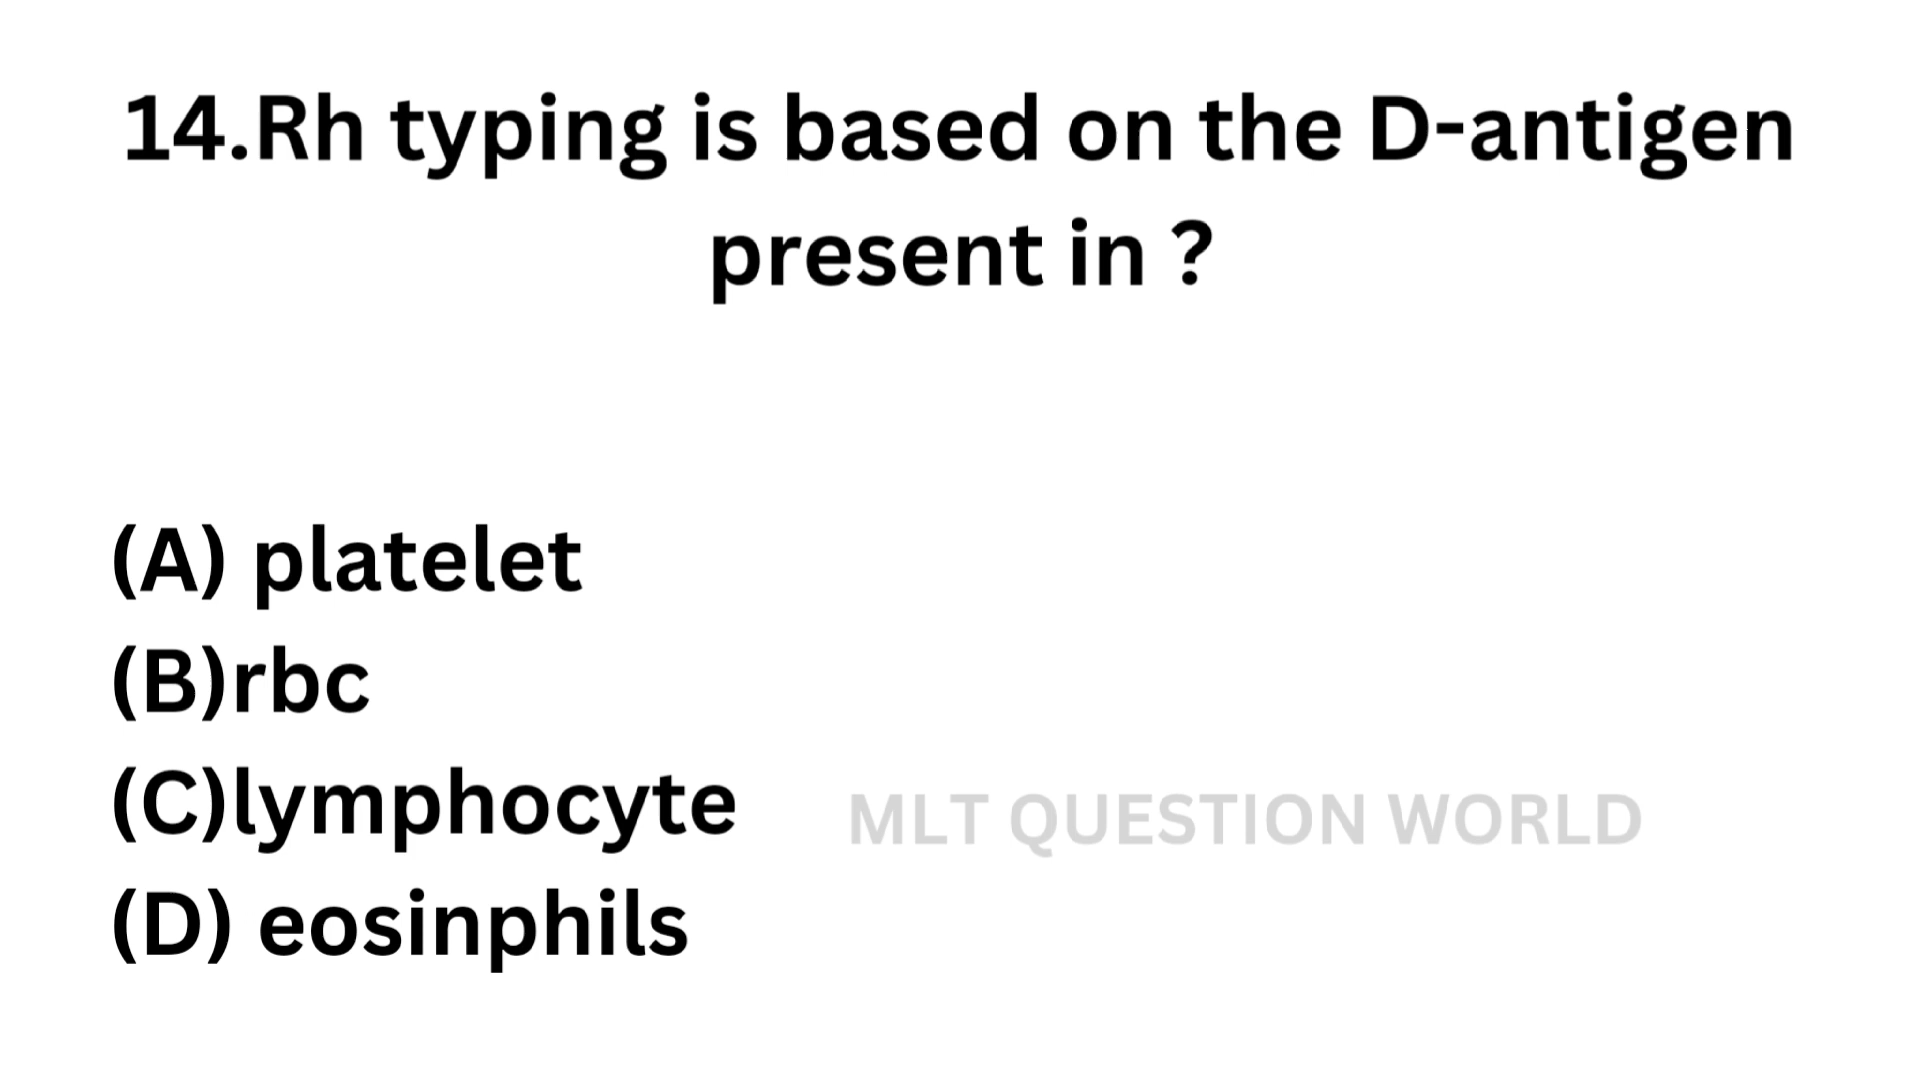 14.Rh typing is based on the D-antigen
present in ?
(A) platelet
(B)rbc
(C)lymphocyte
MLT QUESTION WORLD
(D) eosinphils